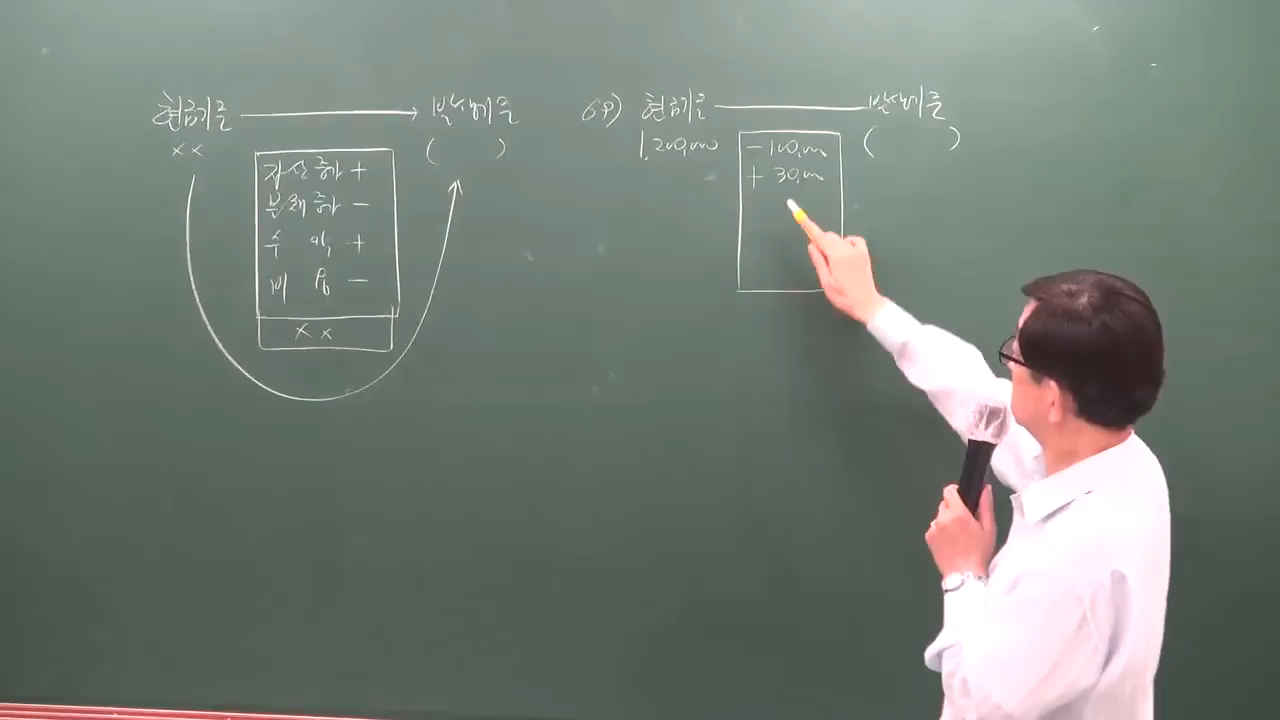 현금기준 → 발생기준
×× ( )
자산 증가 +
부채 증가 -
수 익 +
비 용 -
××
69) 현금기준 → 발생기준
1,200,000 ( )
- 100,000
+ 30,000